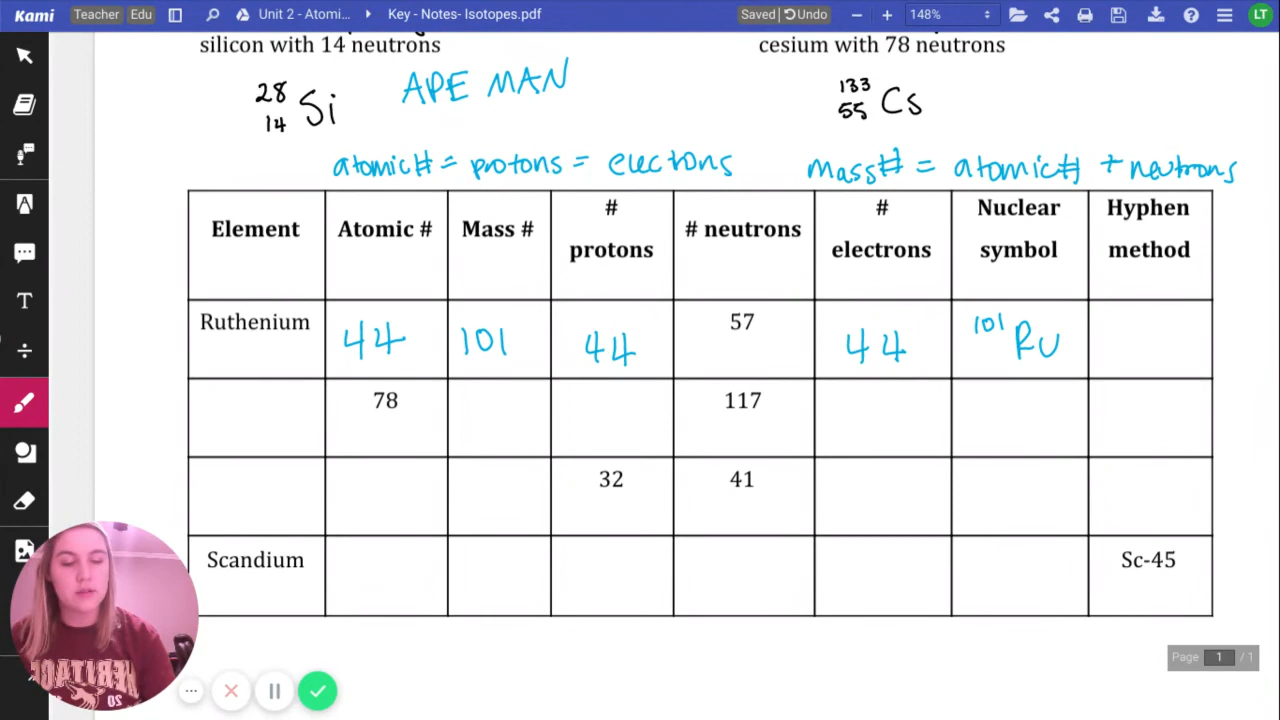 Kami Teacher Edu Unit 2 - Atomi... Key - Notes- Isotopes.pdf Saved Undo 148% LT
silicon with 14 neutrons cesium with 78 neutrons
28 14 Si APE MAN 133 55 Cs
atomic# = protons = electrons mass# = atomic# + neutrons
Element Atomic # Mass # # protons # neutrons # electrons Nuclear symbol Hyphen method
Ruthenium 44 101 44 57 44 101 Ru
78 117
32 41
Scandium Sc-45
HERITAGE
20
Page 1 / 1